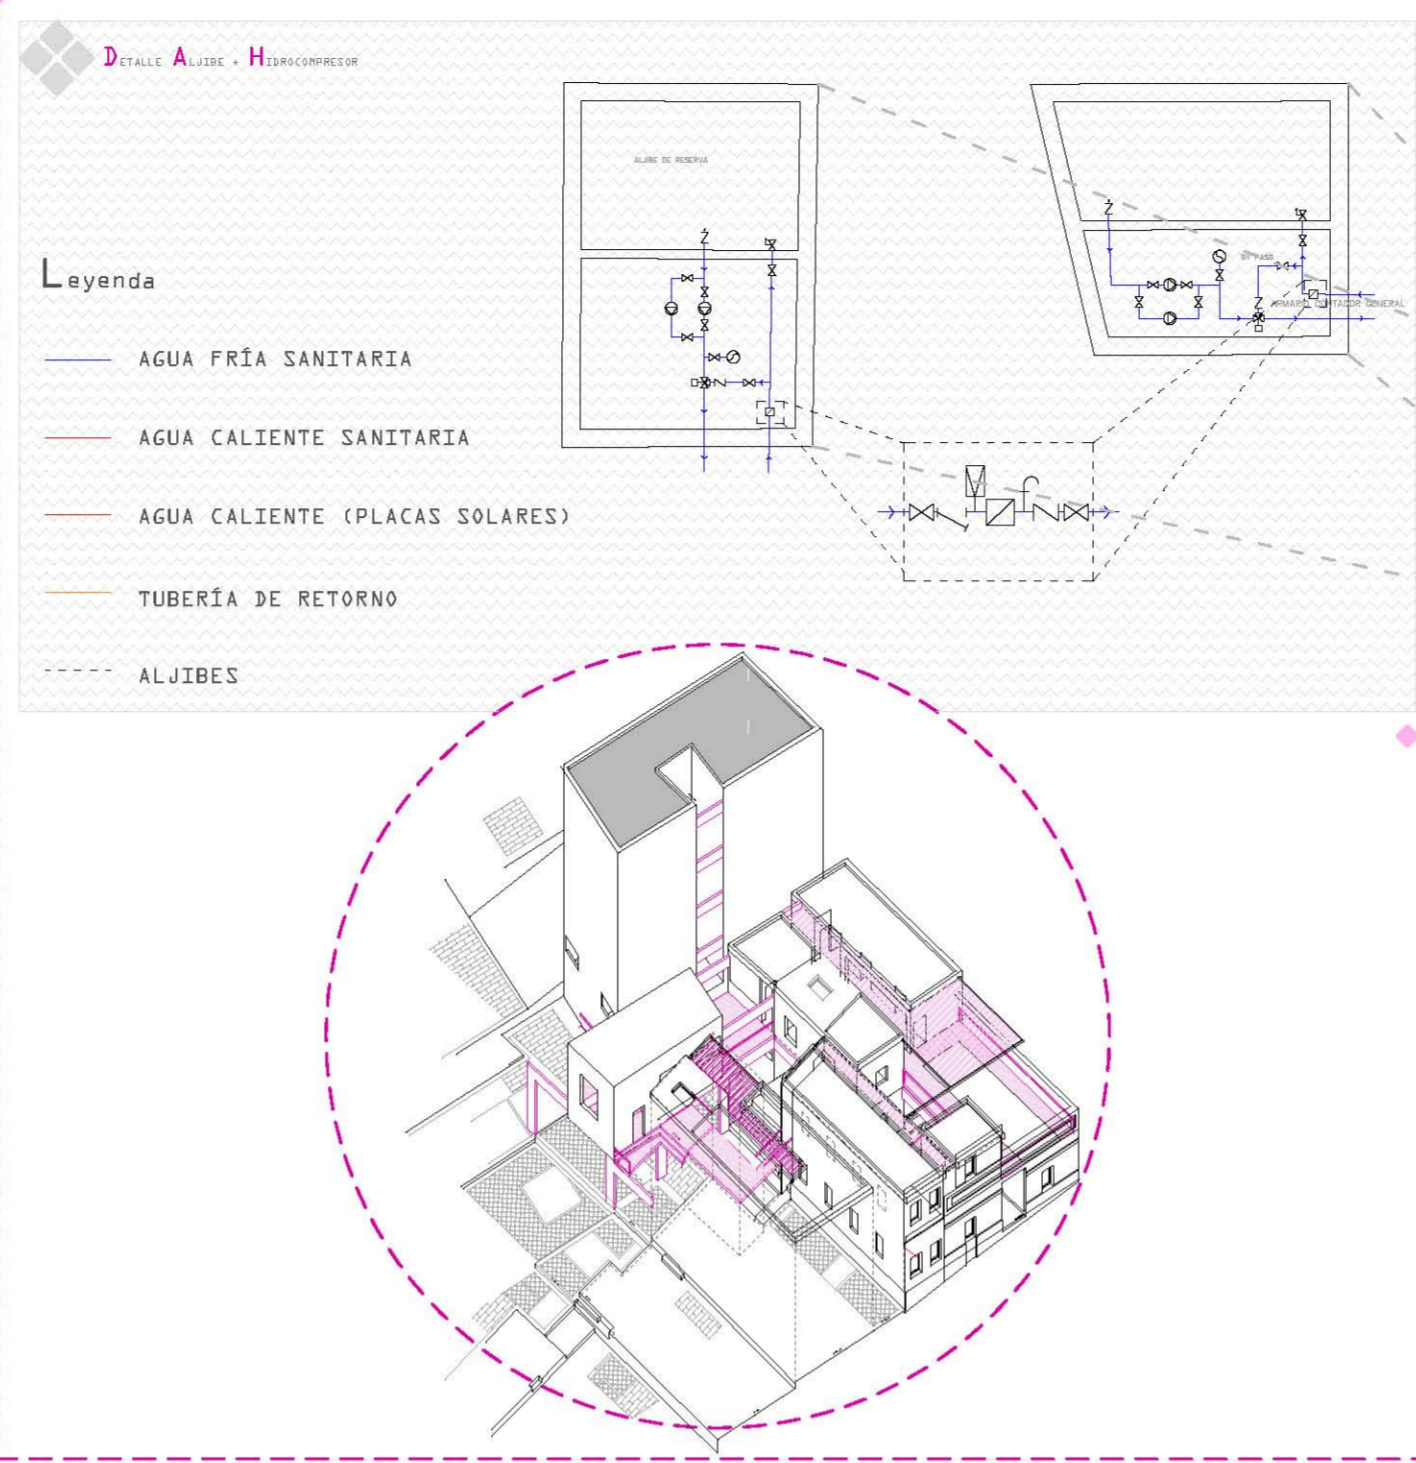 DETALLE ALJIBE + HIDROCOMPRESOR
ALJIBE DE RESERVA
BY PASS
ARMARIO CONTADOR GENERAL
Leyenda
AGUA FRÍA SANITARIA
AGUA CALIENTE SANITARIA
AGUA CALIENTE (PLACAS SOLARES)
TUBERÍA DE RETORNO
ALJIBES